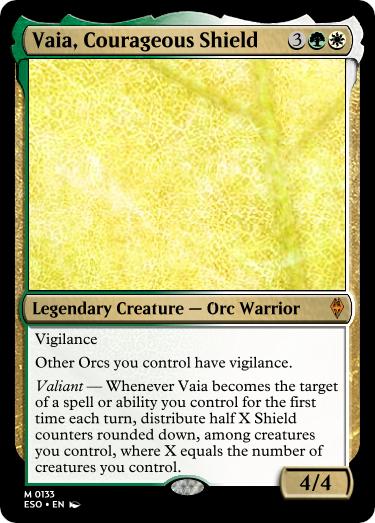 Vaia, Courageous Shield 3
Legendary Creature — Orc Warrior
Vigilance
Other Orcs you control have vigilance.
Valiant — Whenever Vaia becomes the target
of a spell or ability you control for the first
time each turn, distribute half X Shield
counters rounded down, among creatures
you control, where X equals the number of
creatures you control.
4/4
M 0133
ESO • EN